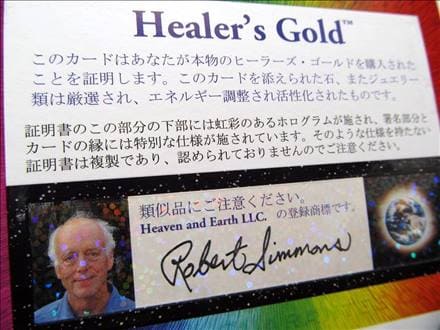 Healer's Gold™
このカードはあなたが本物のヒーラーズ・ゴールドを購入された
ことを証明します。このカードを添えられた石、またジュエリー
類は厳選され、エネルギー調整され活性化されたものです。
証明書のこの部分の下部には虹彩のあるホログラムが施され、署名部分と
カードの縁には特別な仕様が施されています。そのような仕様を持たない
証明書は複製であり、認められておりませんのでご注意ください。
類似品にご注意ください。
Heaven and Earth LLC. の登録商標です。
Robert Simmons